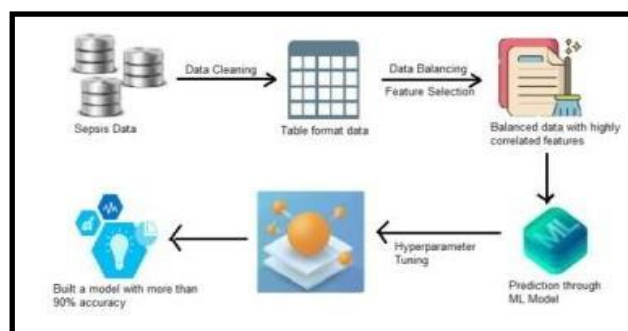 Data Cleaning
Data Balancing
Feature Selection
Sepsis Data
Table format data
Balanced data with highly
correlated features
ML
Hyperparameter
Tuning
Prediction through
ML Model
Built a model with more than
90% accuracy